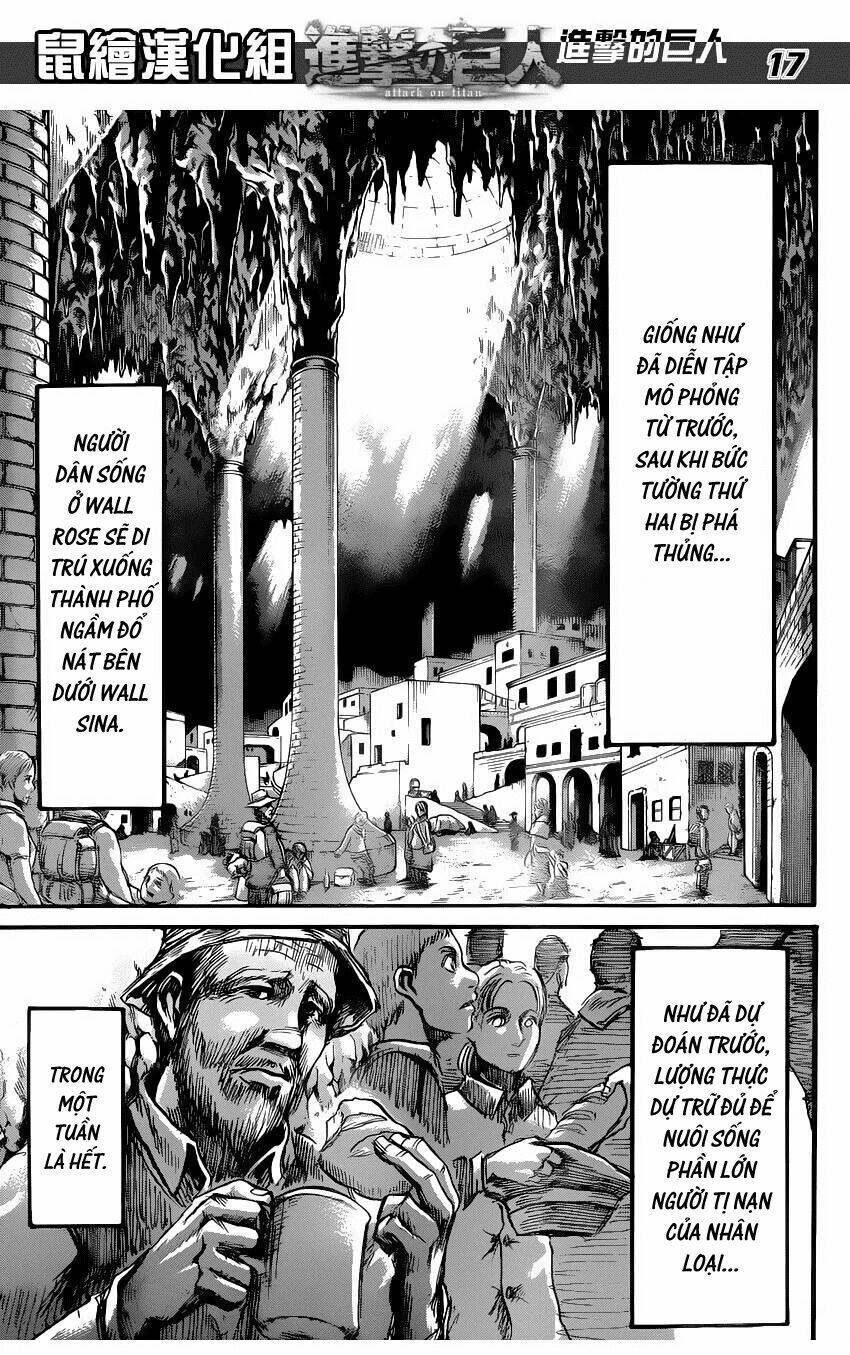 鼠繪漢化組
進撃の巨人
attack on titan
進擊的巨人
17
GIỐNG NHƯ
ĐÃ DIỄN TẬP
MÔ PHỎNG
TỪ TRƯỚC,
SAU KHI BỨC
TƯỜNG THỨ
HAI BỊ PHÁ
THỦNG...
NGƯỜI
DÂN SỐNG
Ở WALL
ROSE SẼ DI
TRÚ XUỐNG
THÀNH PHỐ
NGẦM ĐỔ
NÁT BÊN
DƯỚI WALL
SINA.
NHƯ ĐÃ DỰ
ĐOÁN TRƯỚC,
LƯỢNG THỰC
DỰ TRỮ ĐỦ ĐỂ
NUÔI SỐNG
PHẦN LỚN
NGƯỜI TỊ NẠN
CỦA NHÂN
LOẠI...
TRONG
MỘT
TUẦN
LÀ HẾT.